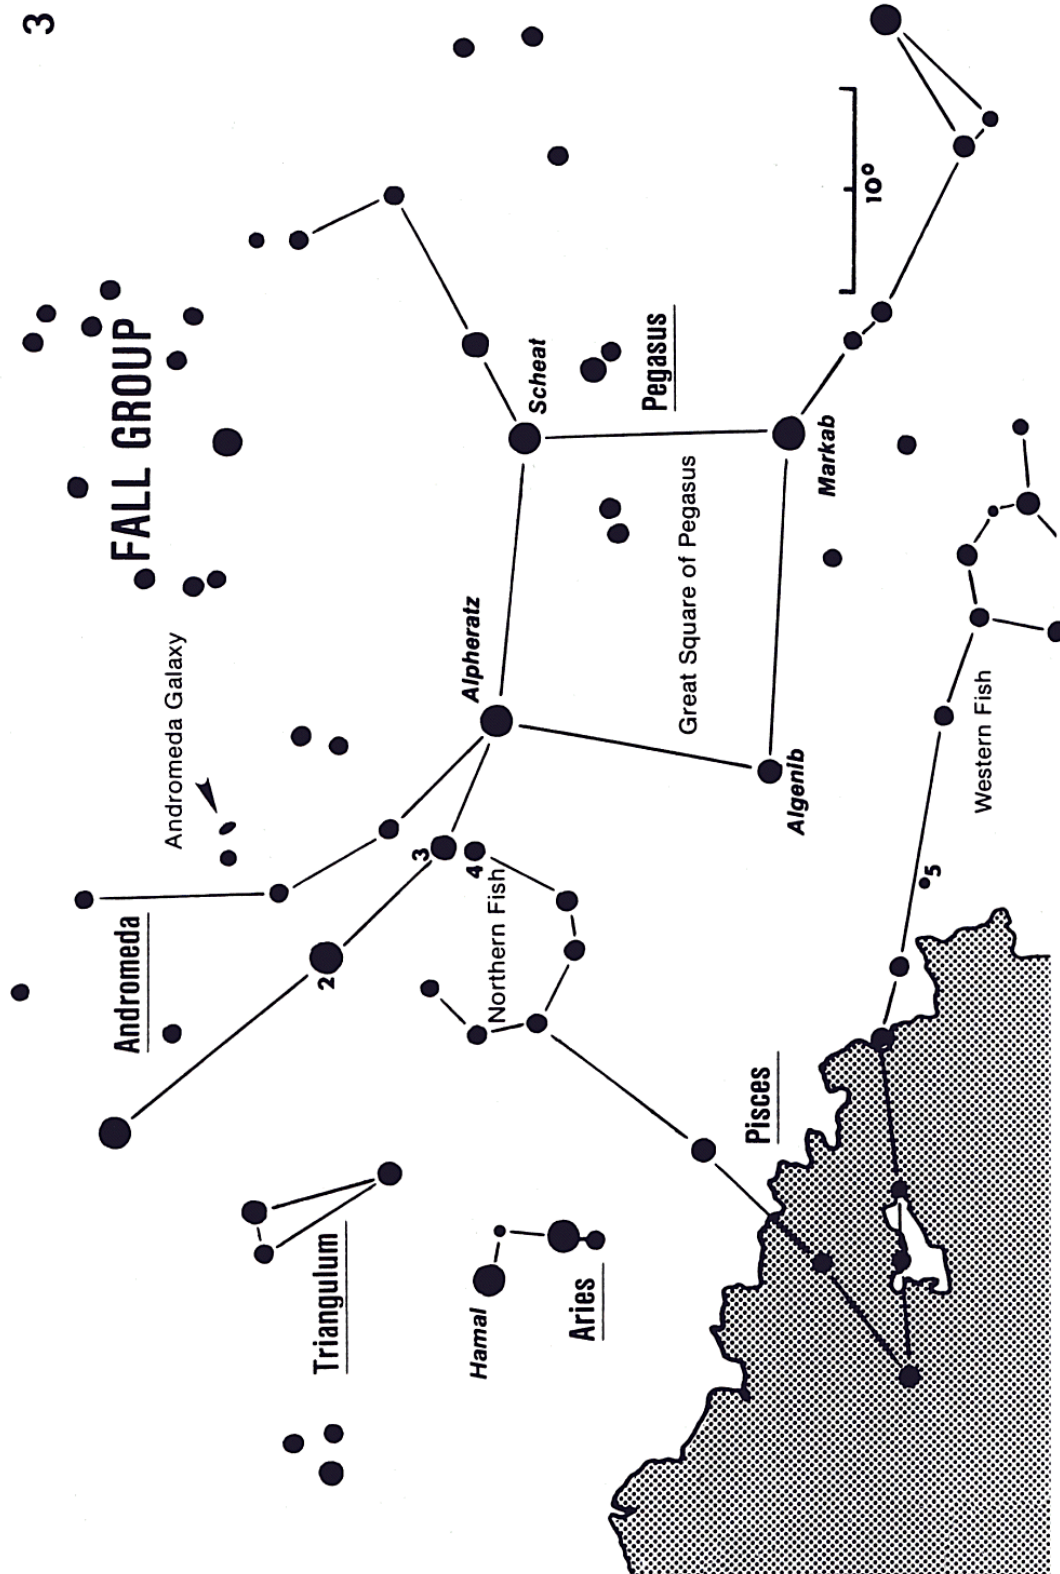 3
FALL GROUP
Andromeda Galaxy
Andromeda
2
3
4
Northern Fish
Alpheratz
Scheat
Pegasus
Great Square of Pegasus
Markab
Algenib
10°
Triangulum
Hamal
Aries
Pisces
5
Western Fish